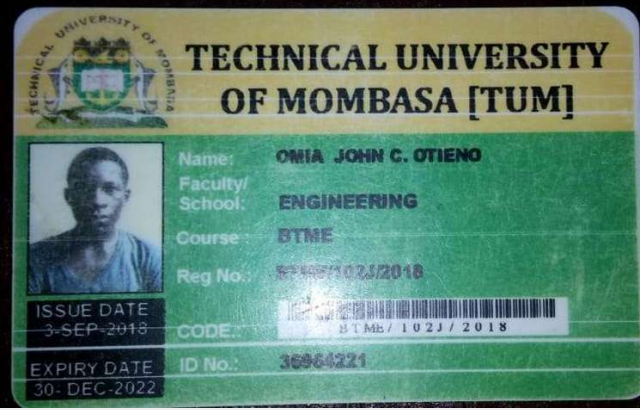 TECHNICAL UNIVERSITY OF MOMBASA
TECHNICAL UNIVERSITY
OF MOMBASA [TUM]
Name: OMIA JOHN C. OTIENO
Faculty/
School: ENGINEERING
Course : BTME
Reg No.: BTME/102J/2018
ISSUE DATE
3-SEP-2018
CODE.:
BTME/ 102J / 2018
EXPIRY DATE
30- DEC-2022
ID No.: 36964221